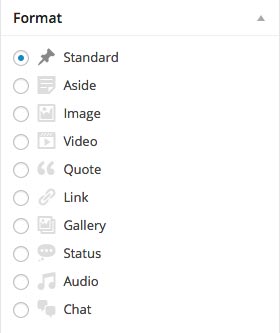 Format
Standard
Aside
Image
Video
Quote
Link
Gallery
Status
Audio
Chat